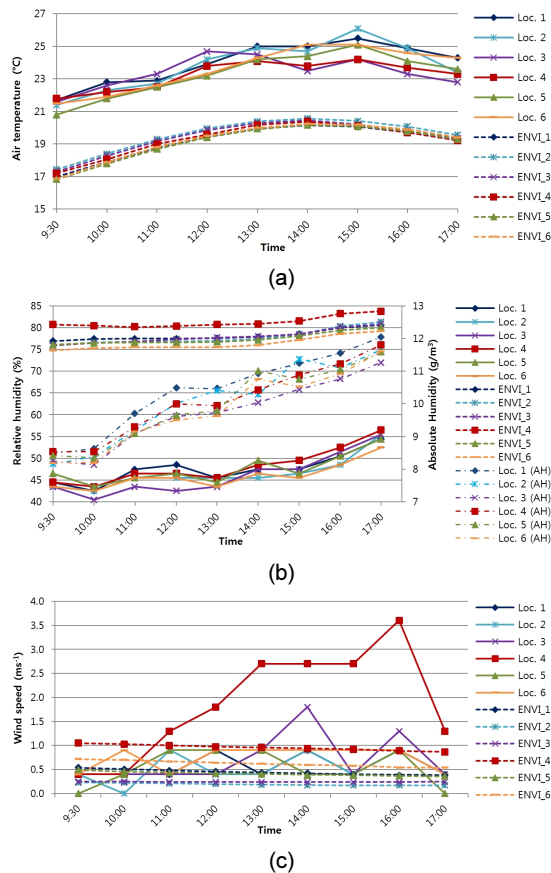 27
25
23
21
19
17
15
Air temperature (°C)
9:30
10:00
11:00
12:00
13:00
14:00
15:00
16:00
17:00
Time
Loc. 1
Loc. 2
Loc. 3
Loc. 4
Loc. 5
Loc. 6
ENVI_1
ENVI_2
ENVI_3
ENVI_4
ENVI_5
ENVI_6
(a)
85
80
75
70
65
60
55
50
45
40
Relative humidity (%)
13
12
11
10
9
8
7
Absolute Humidity (g/m³)
9:30
10:00
11:00
12:00
13:00
14:00
15:00
16:00
17:00
Time
Loc. 1
Loc. 2
Loc. 3
Loc. 4
Loc. 5
Loc. 6
ENVI_1
ENVI_2
ENVI_3
ENVI_4
ENVI_5
ENVI_6
Loc. 1 (AH)
Loc. 2 (AH)
Loc. 3 (AH)
Loc. 4 (AH)
Loc. 5 (AH)
Loc. 6 (AH)
(b)
4.0
3.5
3.0
2.5
2.0
1.5
1.0
0.5
0.0
Wind speed (ms⁻¹)
9:30
10:00
11:00
12:00
13:00
14:00
15:00
16:00
17:00
Time
Loc. 1
Loc. 2
Loc. 3
Loc. 4
Loc. 5
Loc. 6
ENVI_1
ENVI_2
ENVI_3
ENVI_4
ENVI_5
ENVI_6
(c)